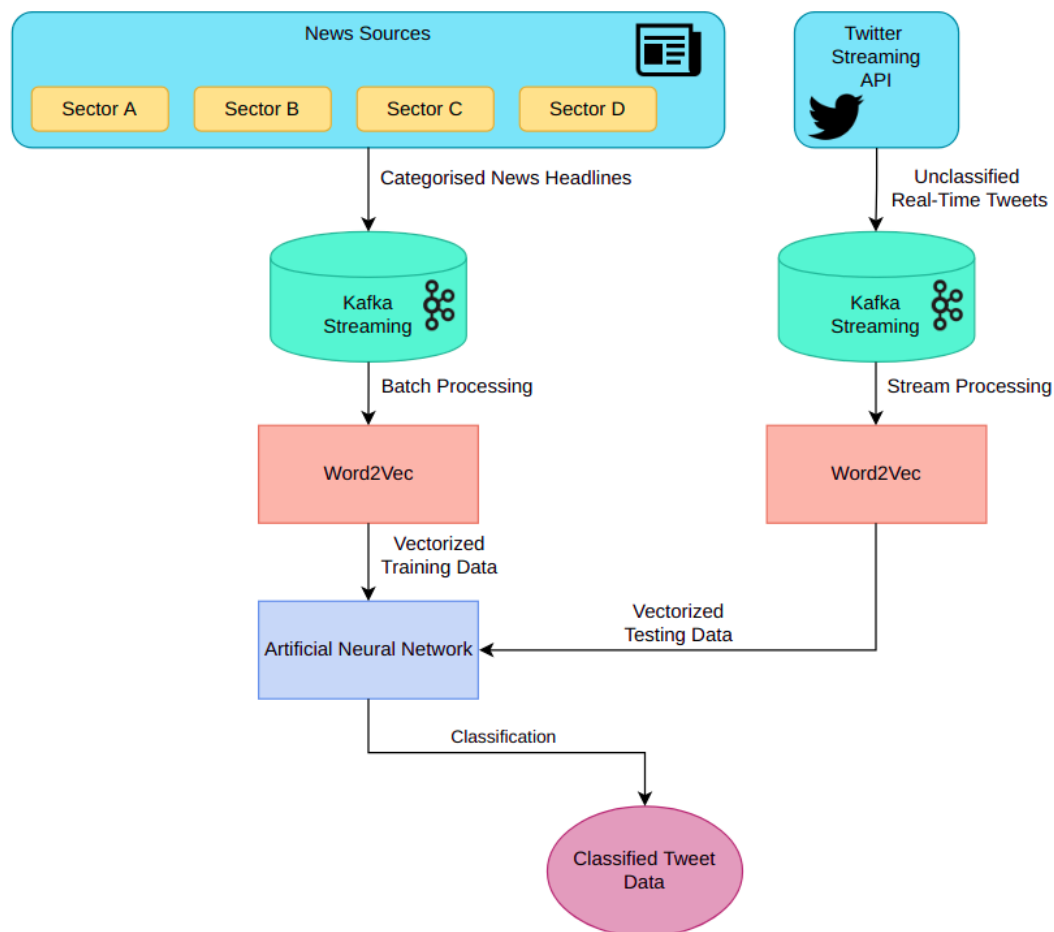 News Sources
Sector A
Sector B
Sector C
Sector D
Twitter
Streaming
API
Categorised News Headlines
Unclassified
Real-Time Tweets
Kafka
Streaming
Kafka
Streaming
Batch Processing
Stream Processing
Word2Vec
Word2Vec
Vectorized
Training Data
Vectorized
Testing Data
Artificial Neural Network
Classification
Classified Tweet
Data